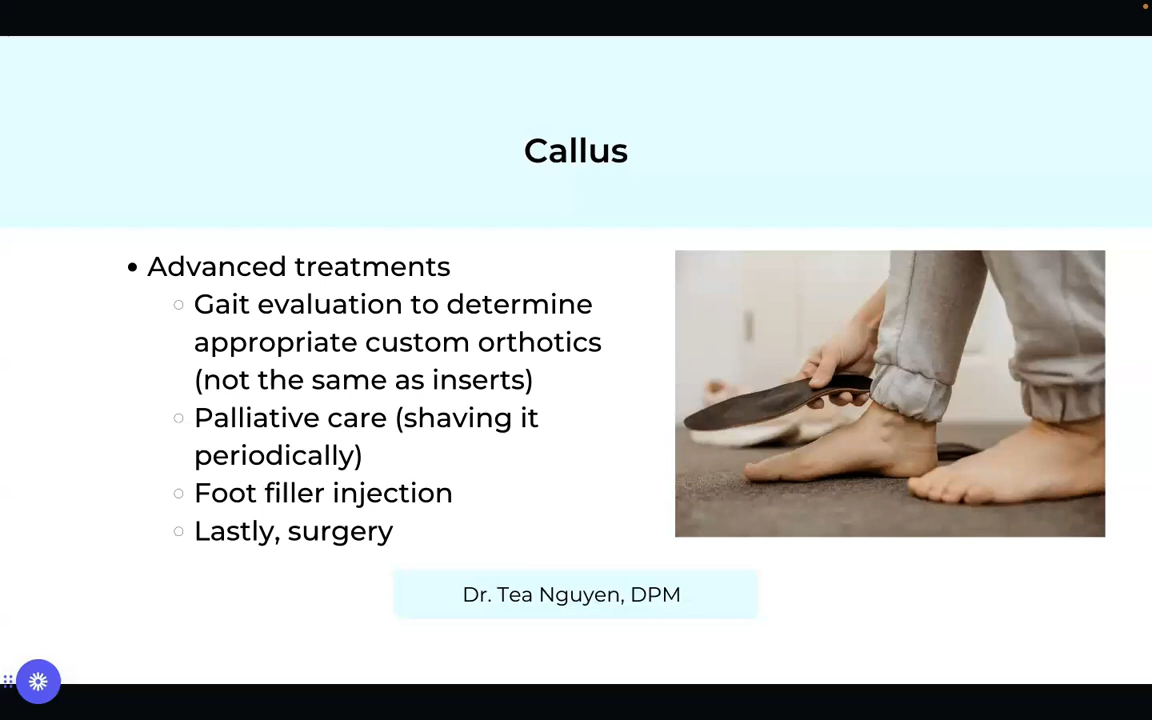 Callus
• Advanced treatments
○ Gait evaluation to determine
appropriate custom orthotics
(not the same as inserts)
○ Palliative care (shaving it
periodically)
○ Foot filler injection
○ Lastly, surgery
Dr. Tea Nguyen, DPM